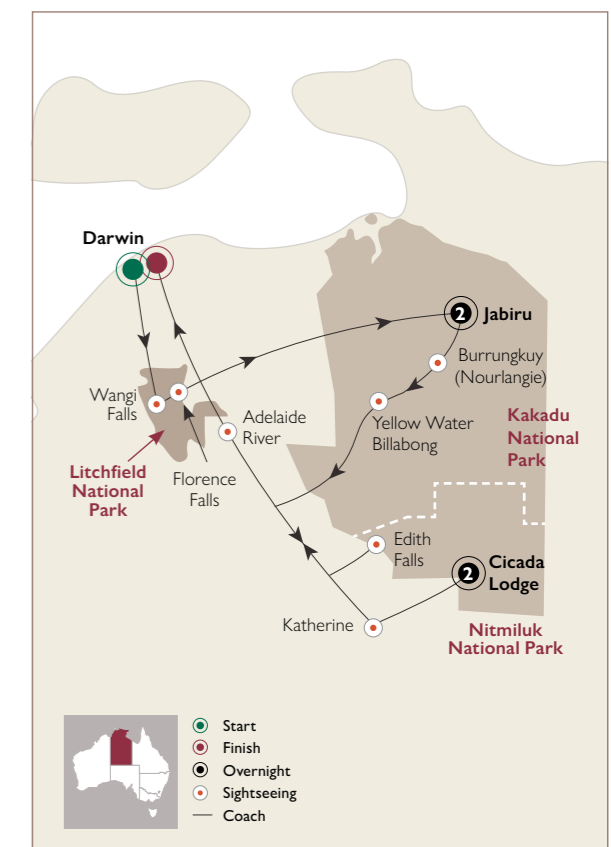 Darwin
2
Jabiru
Burrungkuy
(Nourlangie)
Wangi
Falls
Adelaide
River
Yellow Water
Billabong
Kakadu
National
Park
Litchfield
National
Park
Florence
Falls
Edith
Falls
2
Cicada
Lodge
Katherine
Nitmiluk
National Park
Start
Finish
Overnight
Sightseeing
Coach